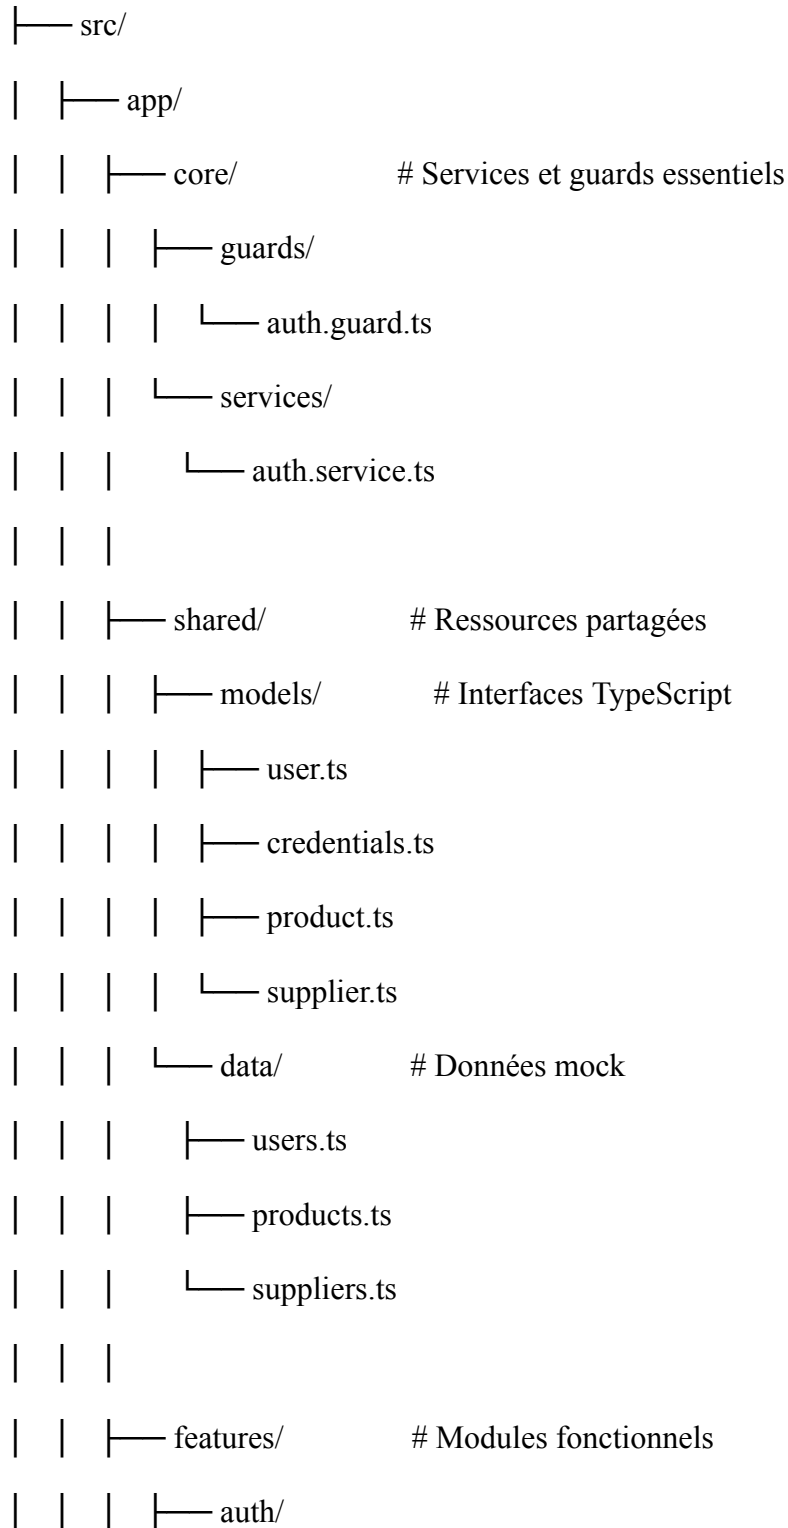 ├── src/
│ ├── app/
│ │ ├── core/ # Services et guards essentiels
│ │ │ ├── guards/
│ │ │ │ └── auth.guard.ts
│ │ │ └── services/
│ │ │ └── auth.service.ts
│ │ │
│ │ ├── shared/ # Ressources partagées
│ │ │ ├── models/ # Interfaces TypeScript
│ │ │ │ ├── user.ts
│ │ │ │ ├── credentials.ts
│ │ │ │ ├── product.ts
│ │ │ │ └── supplier.ts
│ │ │ └── data/ # Données mock
│ │ │ ├── users.ts
│ │ │ ├── products.ts
│ │ │ └── suppliers.ts
│ │ │
│ │ ├── features/ # Modules fonctionnels
│ │ │ ├── auth/